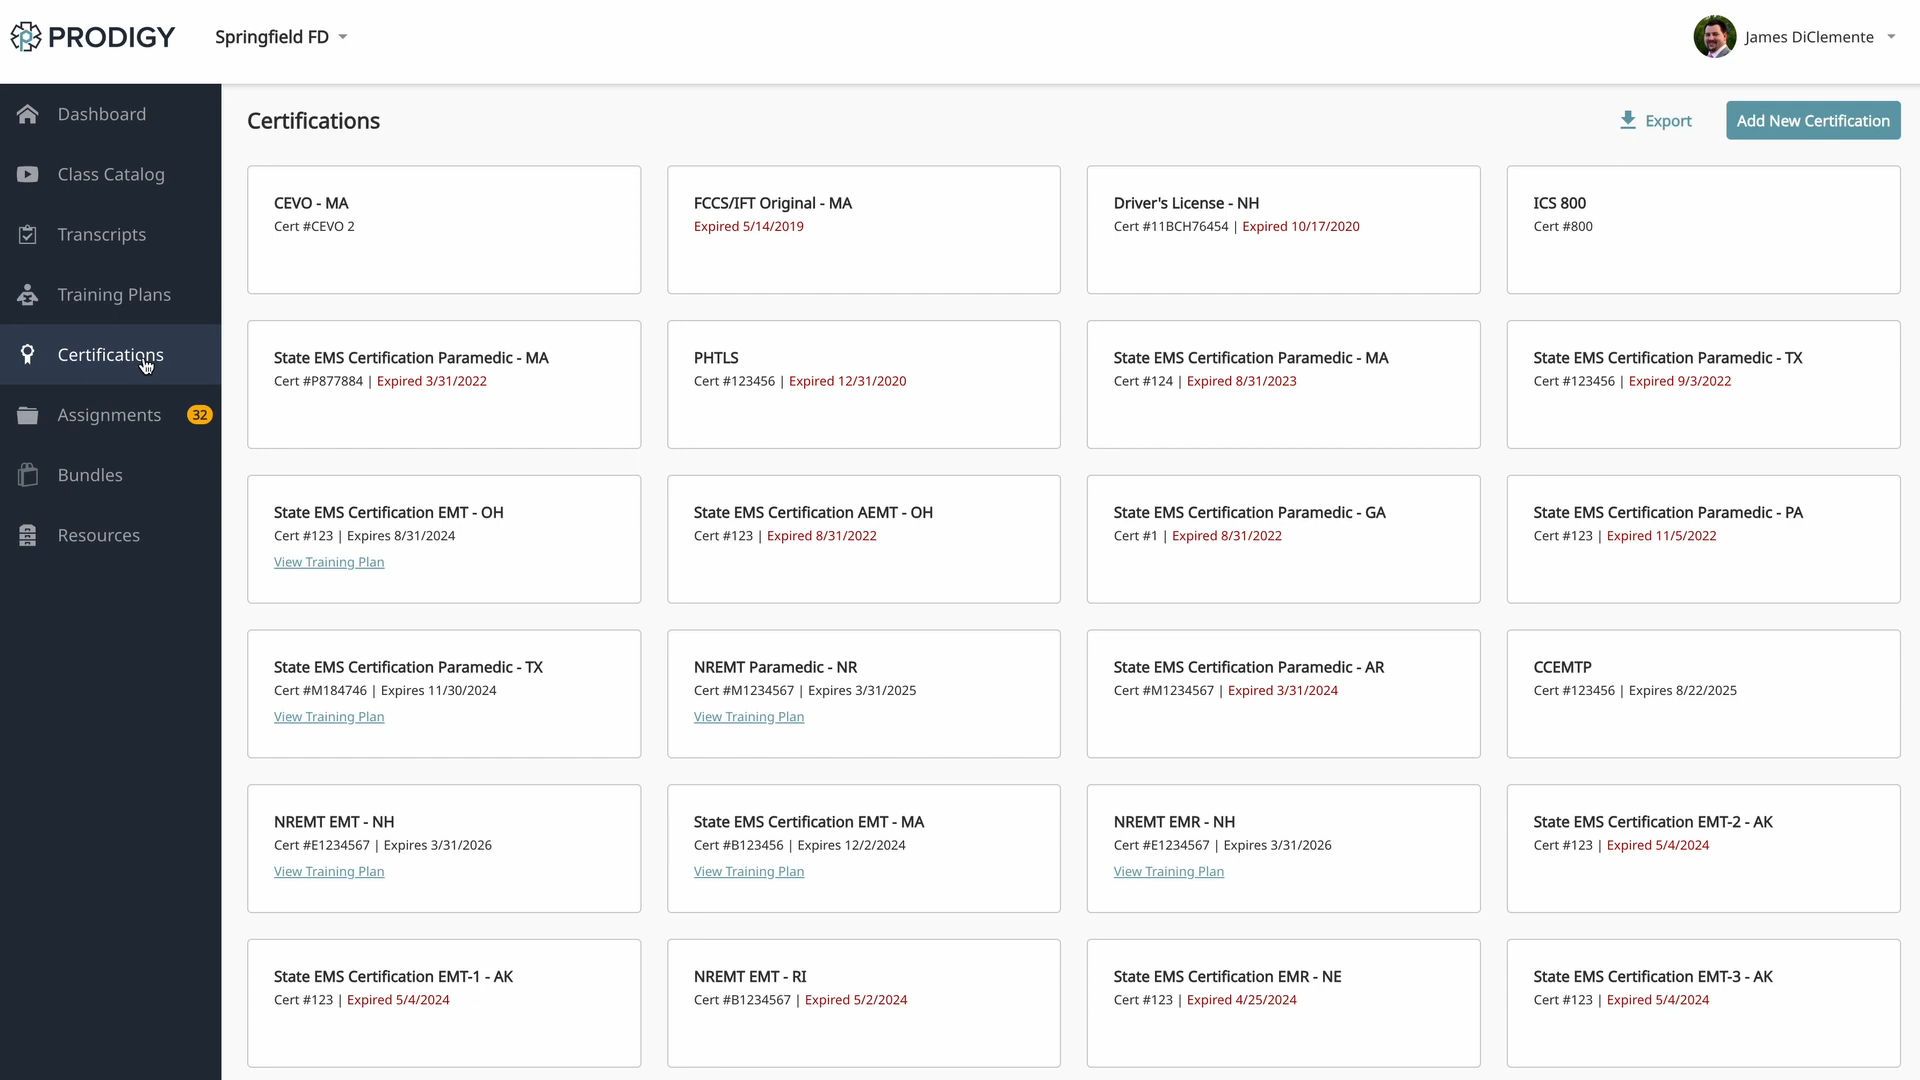 PRODIGY
Springfield FD
James DiClemente
Dashboard
Class Catalog
Transcripts
Training Plans
Certifications
Assignments 32
Bundles
Resources
Certifications
Export
Add New Certification
CEVO - MA
Cert #CEVO 2
FCCS/IFT Original - MA
Expired 5/14/2019
Driver's License - NH
Cert #11BCH76454 | Expired 10/17/2020
ICS 800
Cert #800
State EMS Certification Paramedic - MA
Cert #P877884 | Expired 3/31/2022
PHTLS
Cert #123456 | Expired 12/31/2020
State EMS Certification Paramedic - MA
Cert #124 | Expired 8/31/2023
State EMS Certification Paramedic - TX
Cert #123456 | Expired 9/3/2022
State EMS Certification EMT - OH
Cert #123 | Expires 8/31/2024
View Training Plan
State EMS Certification AEMT - OH
Cert #123 | Expired 8/31/2022
State EMS Certification Paramedic - GA
Cert #1 | Expired 8/31/2022
State EMS Certification Paramedic - PA
Cert #123 | Expired 11/5/2022
State EMS Certification Paramedic - TX
Cert #M184746 | Expires 11/30/2024
View Training Plan
NREMT Paramedic - NR
Cert #M1234567 | Expires 3/31/2025
View Training Plan
State EMS Certification Paramedic - AR
Cert #M1234567 | Expired 3/31/2024
CCEMTP
Cert #123456 | Expires 8/22/2025
NREMT EMT - NH
Cert #E1234567 | Expires 3/31/2026
View Training Plan
State EMS Certification EMT - MA
Cert #B123456 | Expires 12/2/2024
View Training Plan
NREMT EMR - NH
Cert #E1234567 | Expires 3/31/2026
View Training Plan
State EMS Certification EMT-2 - AK
Cert #123 | Expired 5/4/2024
State EMS Certification EMT-1 - AK
Cert #123 | Expired 5/4/2024
NREMT EMT - RI
Cert #B1234567 | Expired 5/2/2024
State EMS Certification EMR - NE
Cert #123 | Expired 4/25/2024
State EMS Certification EMT-3 - AK
Cert #123 | Expired 5/4/2024